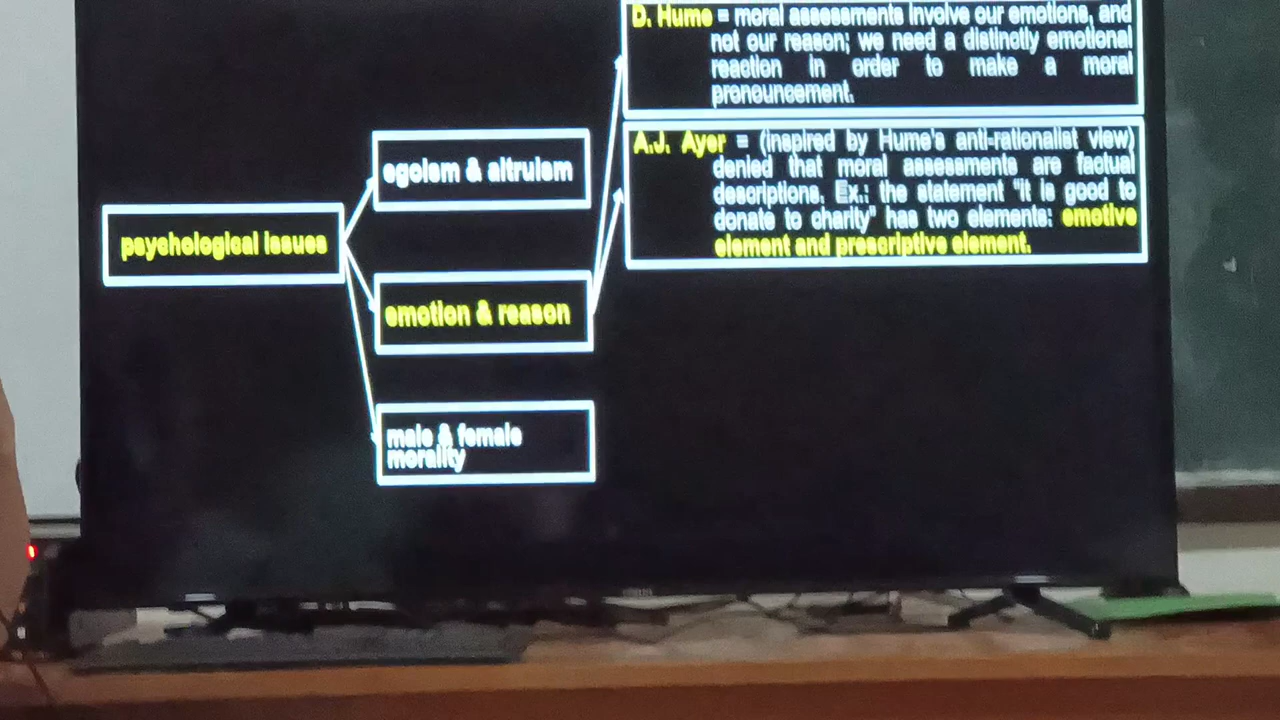 D. Hume = moral assessments involve our emotions, and
not our reason; we need a distinctly emotional
reaction in order to make a moral
pronouncement.
A.J. Ayer = (inspired by Hume's anti-rationalist view)
denied that moral assessments are factual
descriptions. Ex.: the statement "it is good to
donate to charity" has two elements: emotive
element and prescriptive element.
egoism & altruism
psychological issues
emotion & reason
male & female
morality